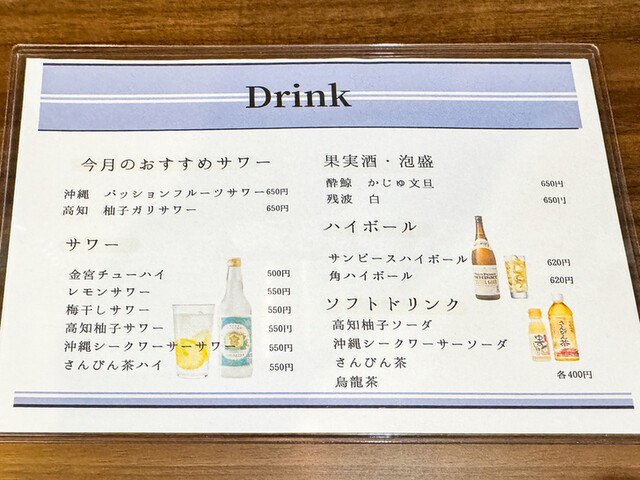 Drink
今月のおすすめサワー
沖縄 パッションフルーツサワー 650円
高知 柚子ガリサワー 650円
サワー
金宮チューハイ 500円
レモンサワー 550円
梅干しサワー 550円
高知柚子サワー 550円
沖縄シークワーサーサワー 550円
さんぴん茶ハイ 550円
果実酒・泡盛
酔鯨 かじゅ文旦 650円
残波 白 650円
ハイボール
サンピースハイボール 620円
角ハイボール 620円
ソフトドリンク
高知柚子ソーダ
沖縄シークワーサーソーダ
さんぴん茶
烏龍茶
各400円
さんぴん茶